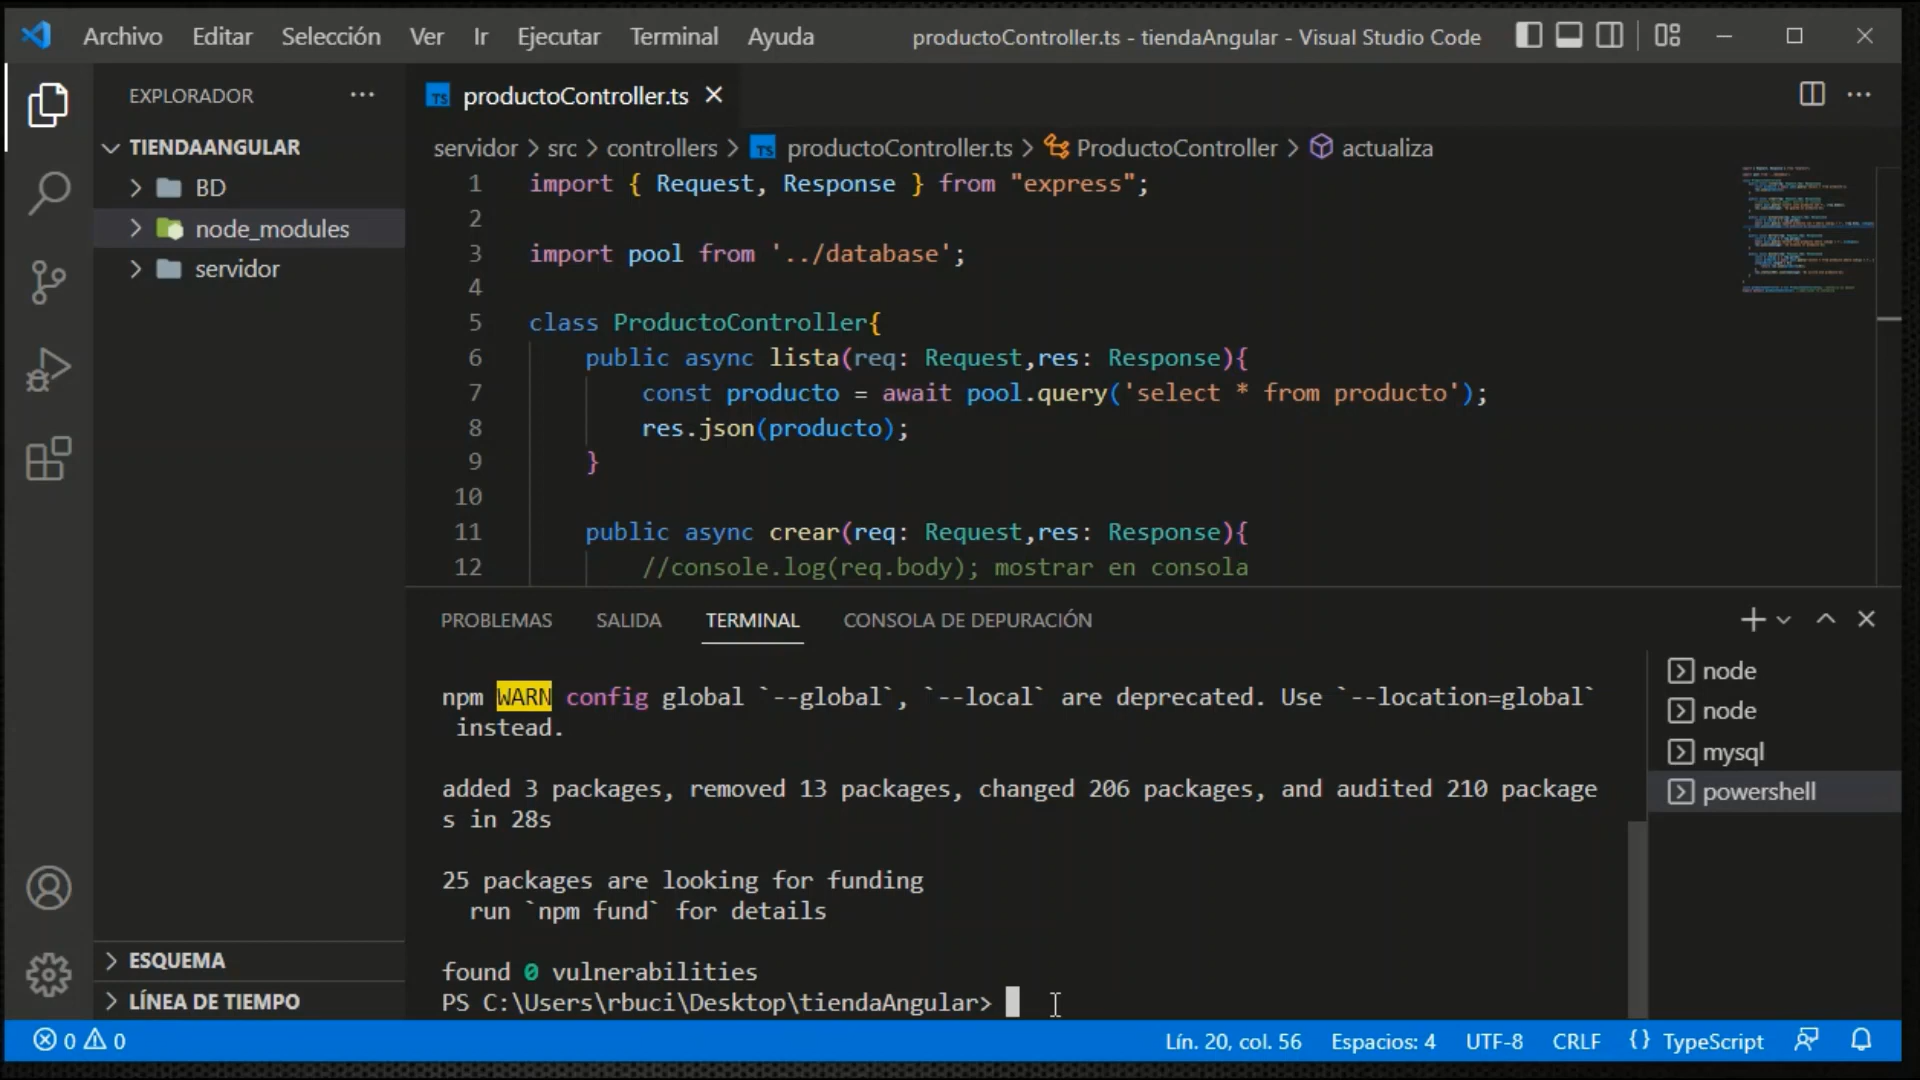 Archivo Editar Selección Ver Ir Ejecutar Terminal Ayuda productoController.ts - tiendaAngular - Visual Studio Code
EXPLORADOR
TIENDAANGULAR
BD
node_modules
servidor
ESQUEMA
LÍNEA DE TIEMPO
TS productoController.ts
servidor > src > controllers > TS productoController.ts > ProductoController > actualiza
1 import { Request, Response } from "express";
2
3 import pool from '../database';
4
5 class ProductoController{
6 public async lista(req: Request,res: Response){
7 const producto = await pool.query('select * from producto');
8 res.json(producto);
9 }
10
11 public async crear(req: Request,res: Response){
12 //console.log(req.body); mostrar en consola
PROBLEMAS SALIDA TERMINAL CONSOLA DE DEPURACIÓN
npm WARN config global `--global`, `--local` are deprecated. Use `--location=global`
instead.
added 3 packages, removed 13 packages, changed 206 packages, and audited 210 package
s in 28s
25 packages are looking for funding
run `npm fund` for details
found 0 vulnerabilities
PS C:\Users\rbuci\Desktop\tiendaAngular>
node
node
mysql
powershell
0 0 Lín. 20, col. 56 Espacios: 4 UTF-8 CRLF {} TypeScript